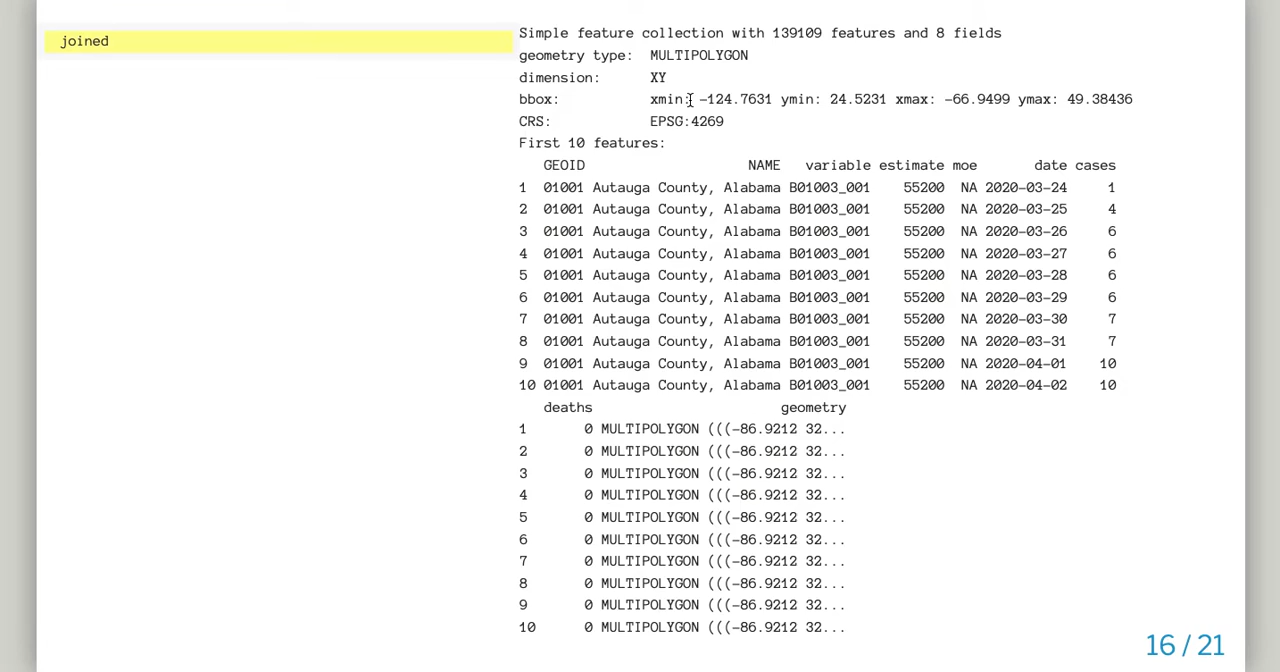 joined
Simple feature collection with 139109 features and 8 fields
geometry type:  MULTIPOLYGON
dimension:      XY
bbox:           xmin: -124.7631 ymin: 24.5231 xmax: -66.9499 ymax: 49.38436
CRS:            EPSG:4269
First 10 features:
   GEOID                    NAME   variable estimate moe       date cases
1  01001 Autauga County, Alabama B01003_001    55200  NA 2020-03-24     1
2  01001 Autauga County, Alabama B01003_001    55200  NA 2020-03-25     4
3  01001 Autauga County, Alabama B01003_001    55200  NA 2020-03-26     6
4  01001 Autauga County, Alabama B01003_001    55200  NA 2020-03-27     6
5  01001 Autauga County, Alabama B01003_001    55200  NA 2020-03-28     6
6  01001 Autauga County, Alabama B01003_001    55200  NA 2020-03-29     6
7  01001 Autauga County, Alabama B01003_001    55200  NA 2020-03-30     7
8  01001 Autauga County, Alabama B01003_001    55200  NA 2020-03-31     7
9  01001 Autauga County, Alabama B01003_001    55200  NA 2020-04-01    10
10 01001 Autauga County, Alabama B01003_001    55200  NA 2020-04-02    10
   deaths                       geometry
1       0 MULTIPOLYGON (((-86.9212 32...
2       0 MULTIPOLYGON (((-86.9212 32...
3       0 MULTIPOLYGON (((-86.9212 32...
4       0 MULTIPOLYGON (((-86.9212 32...
5       0 MULTIPOLYGON (((-86.9212 32...
6       0 MULTIPOLYGON (((-86.9212 32...
7       0 MULTIPOLYGON (((-86.9212 32...
8       0 MULTIPOLYGON (((-86.9212 32...
9       0 MULTIPOLYGON (((-86.9212 32...
10      0 MULTIPOLYGON (((-86.9212 32...
16 / 21